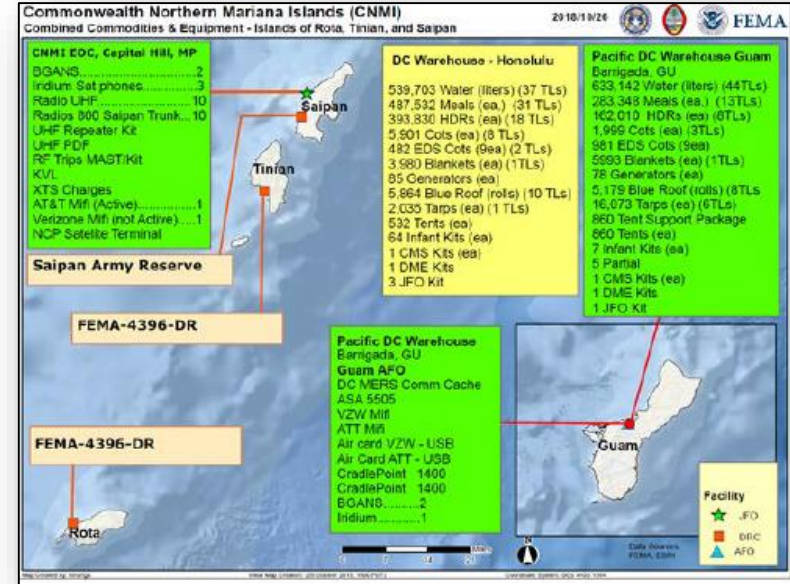 Commonwealth Northern Mariana Islands (CNMI)
Combined Commodities & Equipment - Islands of Rota, Tinian, and Saipan
2018/10/26
FEMA
CNMI EOC, Capital Hill, MP
BGANS.............................2
Iridium Sat phones...............3
Radio UHF.......................10
Radios 800 Saipan Trunk...10
UHF Repeater Kit
UHF PDF
RF Trips MAST/Kit
KVL
XTS Charges
AT&T Mifi (Active)...............1
Verizone Mifi (not Active).....1
NCP Satelite Terminal
Saipan
Tinian
Saipan Army Reserve
FEMA-4396-DR
FEMA-4396-DR
Rota
DC Warehouse - Honolulu
539,703 Water (liters) (37 TLs)
487,532 Meals (ea,) (31 TLs)
393,830 HDRs (ea) (18 TLs)
5,901 Cots (ea) (8 TLs)
482 EDS Cots (9ea) (2 TLs)
3,980 Blankets (ea) (1TLs)
85 Generators (ea)
5,864 Blue Roof (rolls) (10 TLs)
2,035 Tarps (ea) (1 TLs)
532 Tents (ea)
64 Infant Kits (ea)
1 CMS Kits (ea)
1 DME Kits
3 JFO Kit
Pacific DC Warehouse Guam
Barrigada, GU
633,142 Water (liters) (44TLs)
283,348 Meals (ea,) (13TLs)
162,010 HDRs (ea) (8TLs)
1,999 Cots (ea) (3TLs)
981 EDS Cots (9ea)
5993 Blankets (ea) (1TLs)
78 Generators (ea)
5,179 Blue Roof (rolls) (8TLs
16,073 Tarps (ea) (6TLs)
860 Tent Support Package
860 Tents (ea)
7 Infant Kits (ea)
5 Partial
1 CMS Kits (ea)
1 DME Kits
1 JFO Kit
Pacific DC Warehouse
Barrigada, GU
Guam AFO
DC MERS Comm Cache
ASA 5505
VZW Mifi
ATT Mifi
Air card VZW - USB
Air Card ATT - USB
CradlePoint 1400
CradlePoint 1400
BGANS.........2
Iridium............1
Guam
Facility
JFO
DRC
AFO
N
Miles
0
7
14
Data Sources